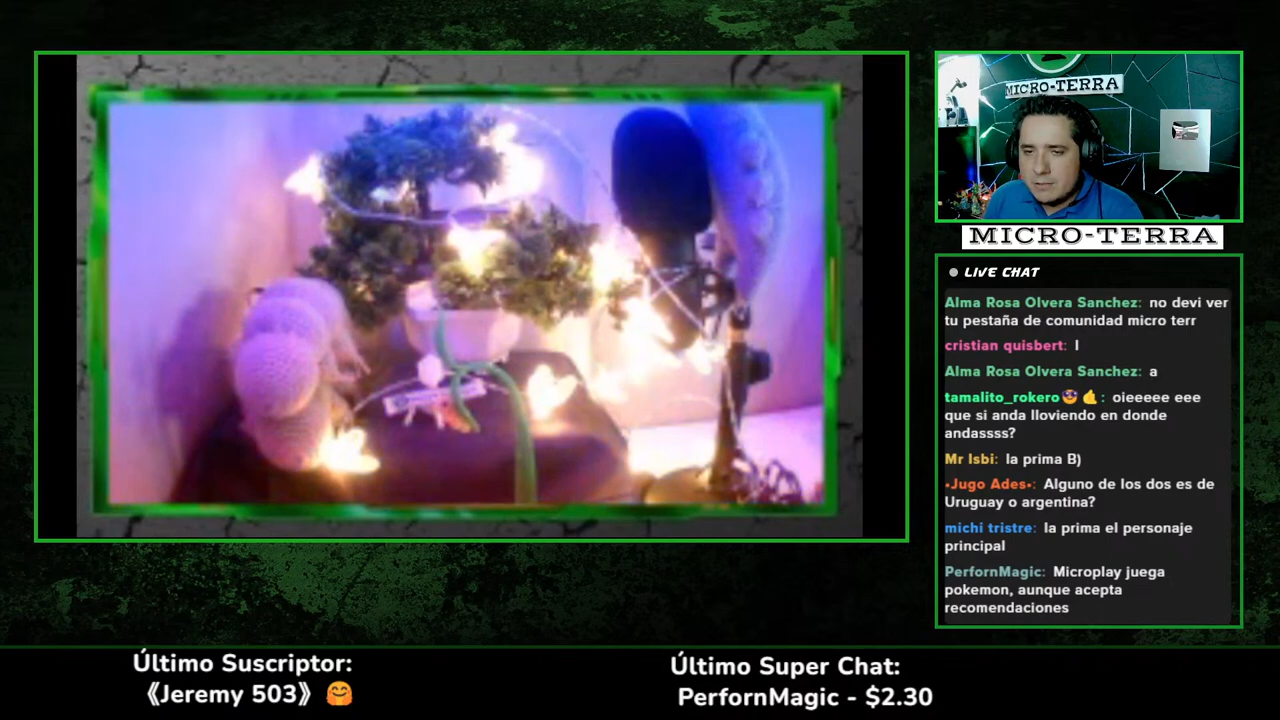 MICRO-TERRA
MICRO-TERRA
LIVE CHAT
Alma Rosa Olvera Sanchez: no devi ver
tu pestaña de comunidad micro terr
cristian quisbert: I
Alma Rosa Olvera Sanchez: a
tamalito_rokero😎🤙: oieeeee eee
que si anda lloviendo en donde
andassss?
Mr Isbi: la prima B)
•Jugo Ades•: Alguno de los dos es de
Uruguay o argentina?
michi tristre: la prima el personaje
principal
PerfornMagic: Microplay juega
pokemon, aunque acepta
recomendaciones
Último Suscriptor:
《Jeremy 503》 🤗
Último Super Chat:
PerfornMagic - $2.30